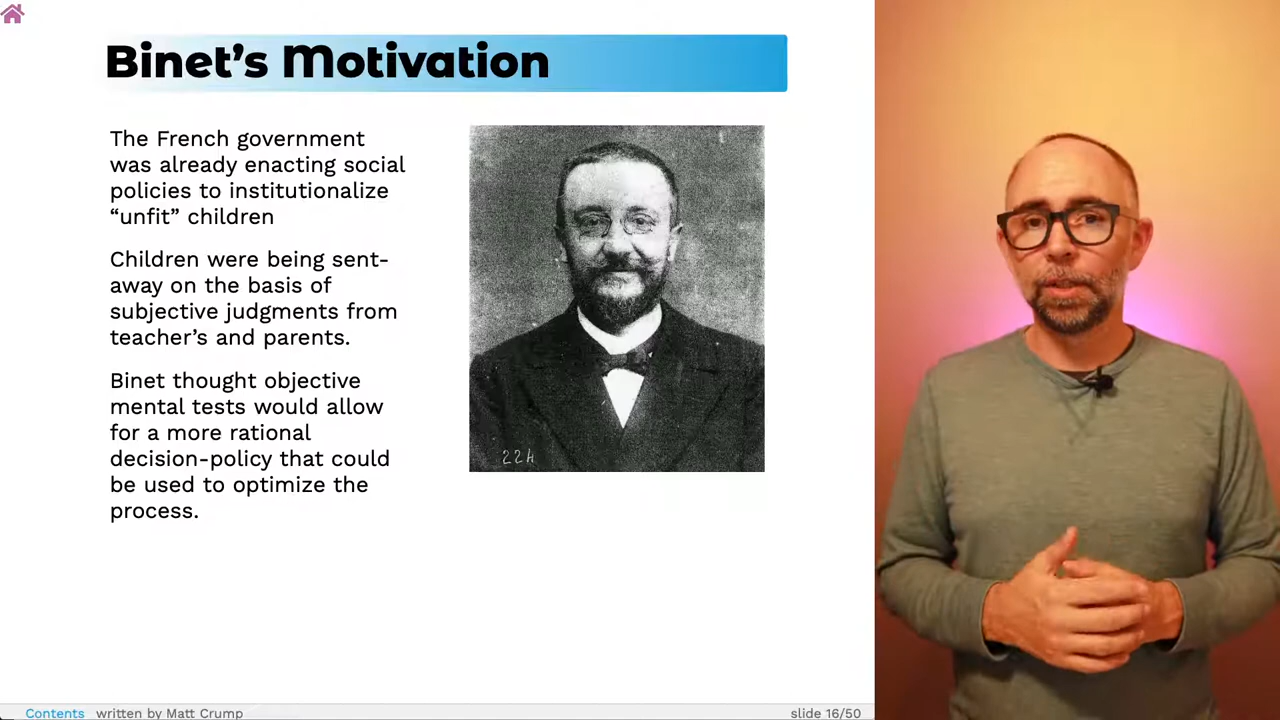 Binet's Motivation
The French government
was already enacting social
policies to institutionalize
“unfit” children
Children were being sent-
away on the basis of
subjective judgments from
teacher's and parents.
Binet thought objective
mental tests would allow
for a more rational
decision-policy that could
be used to optimize the
process.
224
Contents written by Matt Crump
slide 16/50